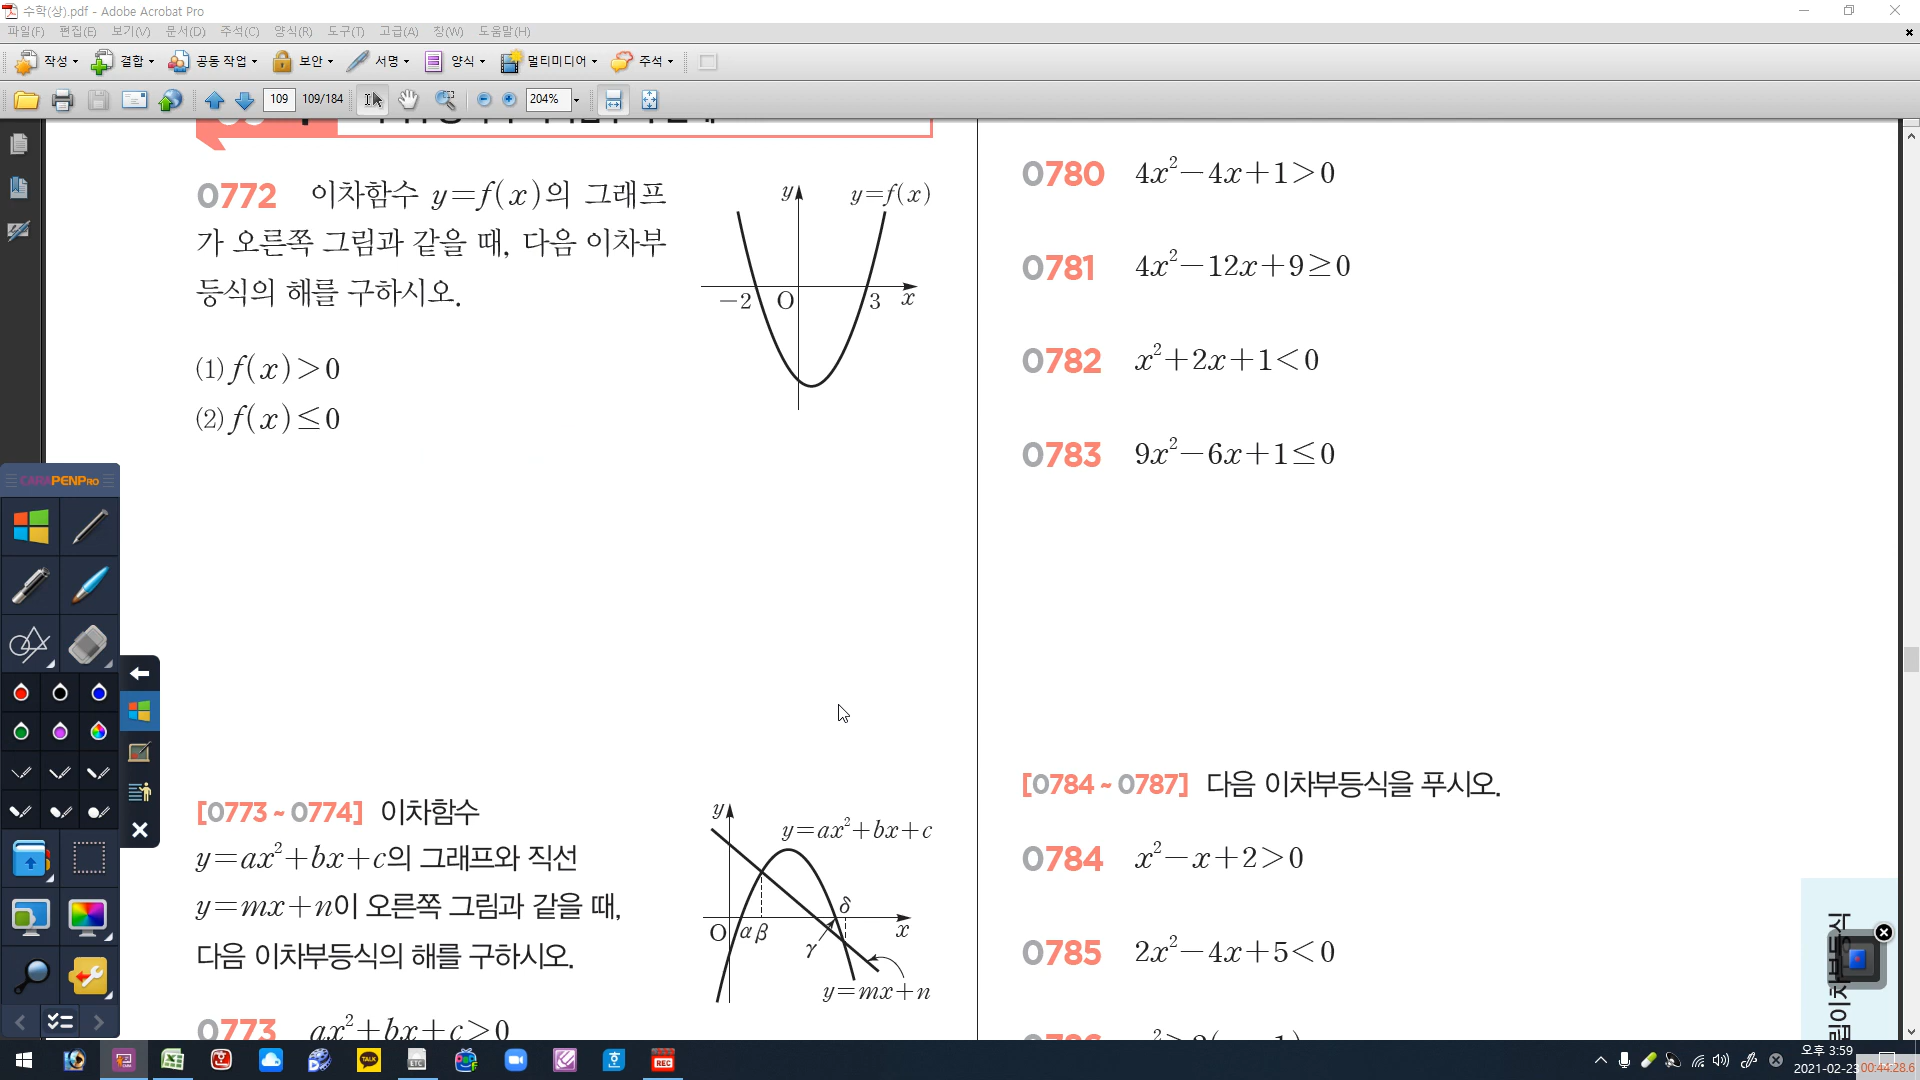 수학(상).pdf - Adobe Acrobat Pro
파일(F) 편집(E) 보기(V) 문서(D) 주석(C) 양식(R) 도구(T) 고급(A) 창(W) 도움말(H)
작성 결합 공동 작업 보안 서명 양식 멀티미디어 주석
109 109/184 204%
0772 이차함수 y=f(x)의 그래프
가 오른쪽 그림과 같을 때, 다음 이차부
등식의 해를 구하시오.
(1) f(x)>0
(2) f(x)≤0
y y=f(x)
-2 O 3 x
CARAPENPRO
[0773 ~ 0774] 이차함수
y=ax²+bx+c의 그래프와 직선
y=mx+n이 오른쪽 그림과 같을 때,
다음 이차부등식의 해를 구하시오.
y
y=ax²+bx+c
δ
O α β γ x
y=mx+n
0773 ax²+bx+c>0
0780 4x²-4x+1>0
0781 4x²-12x+9≥0
0782 x²+2x+1<0
0783 9x²-6x+1≤0
[0784 ~ 0787] 다음 이차부등식을 푸시오.
0784 x²-x+2>0
0785 2x²-4x+5<0
TALK
REC
오후 3:59
2021-02-23
00:44:28.6